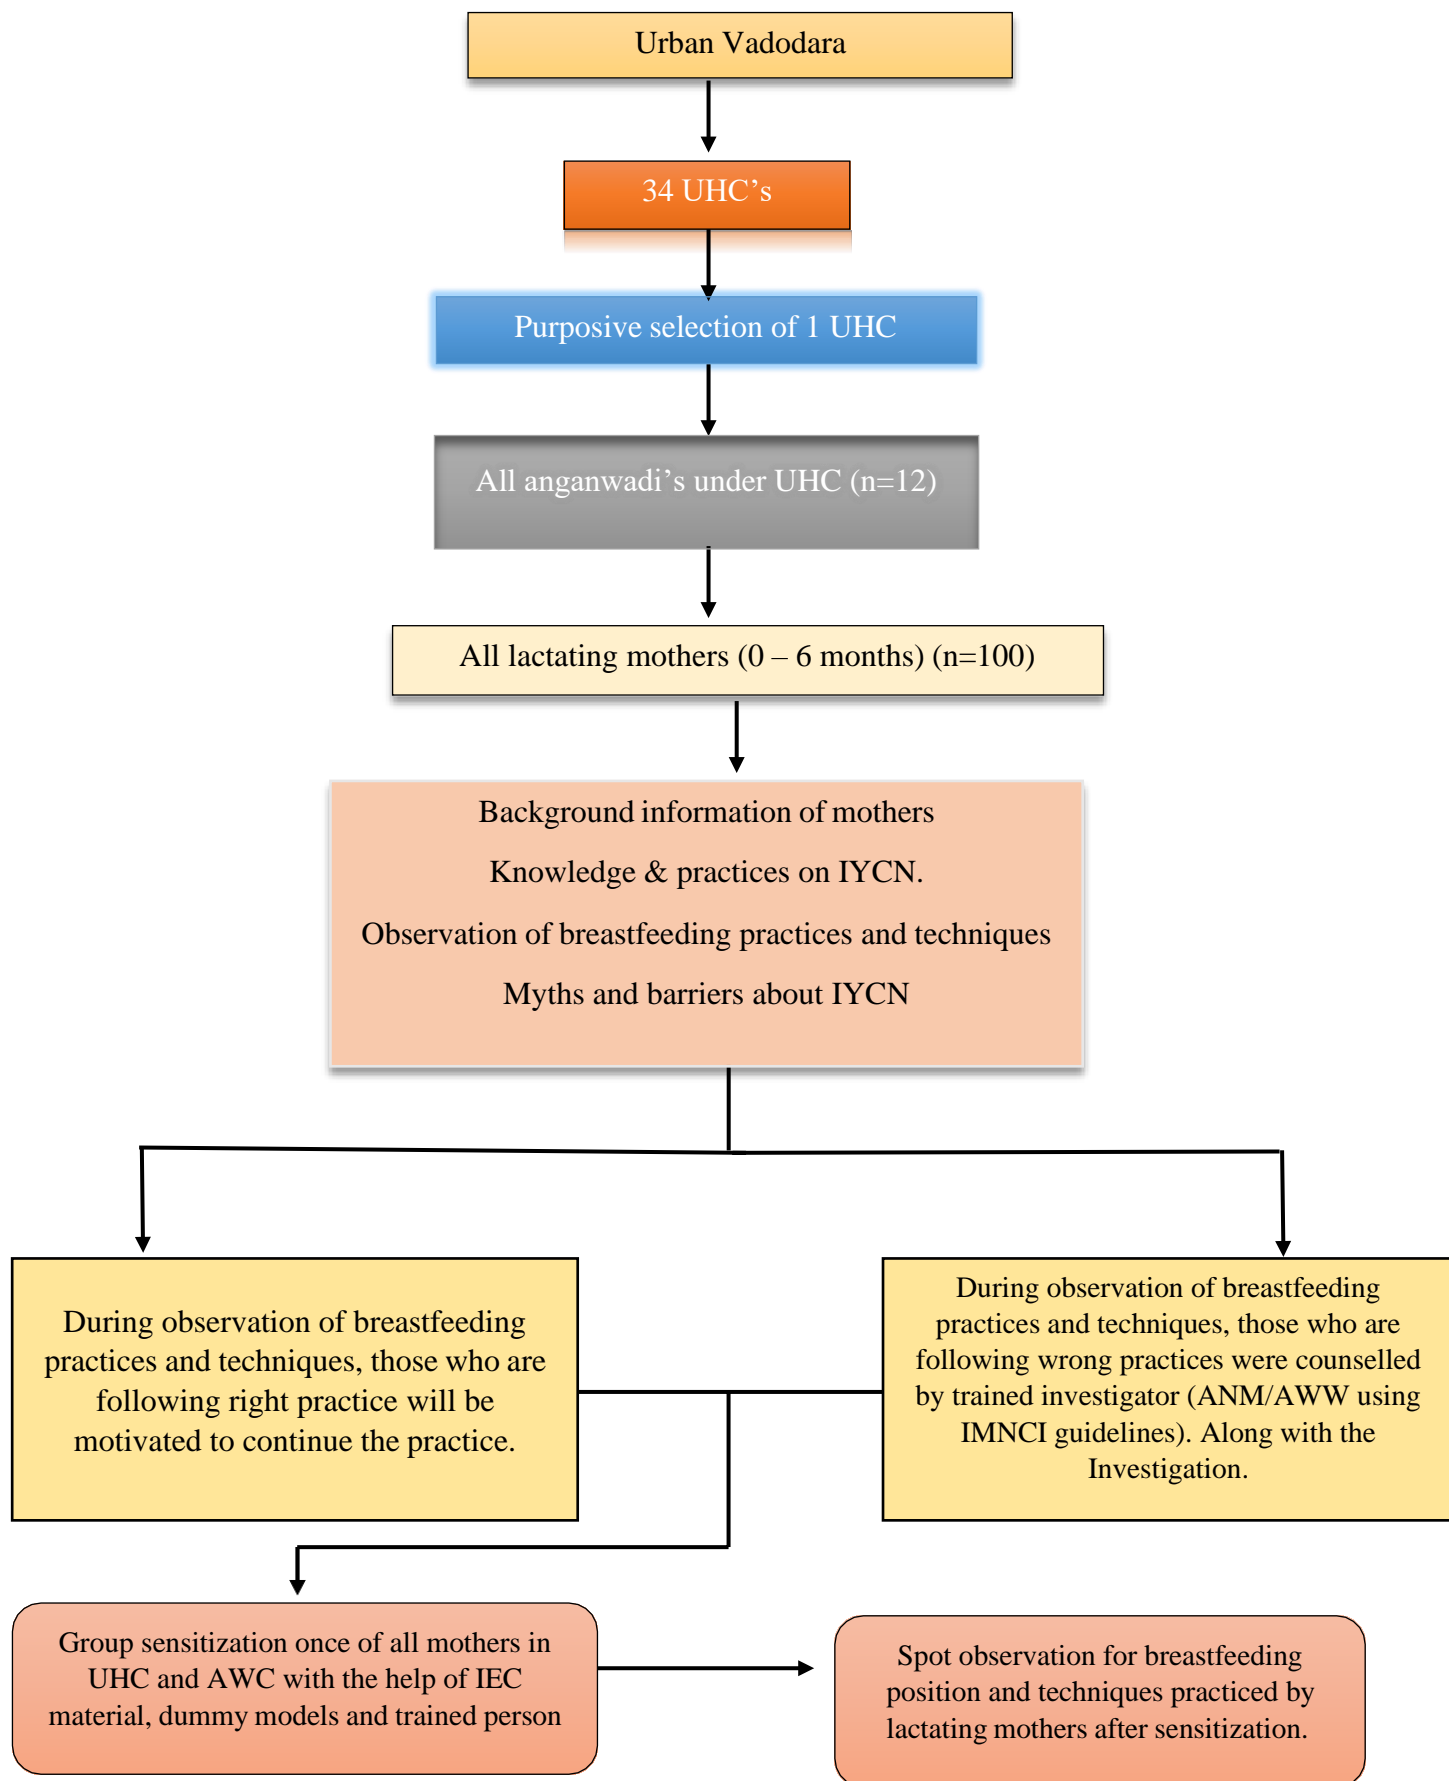 Urban Vadodara
34 UHC’s
Purposive selection of 1 UHC
All anganwadi’s under UHC (n=12)
All lactating mothers (0 – 6 months) (n=100)
Background information of mothers
Knowledge & practices on IYCN.
Observation of breastfeeding practices and techniques
Myths and barriers about IYCN
During observation of breastfeeding
practices and techniques, those who are
following right practice will be
motivated to continue the practice.
During observation of breastfeeding
practices and techniques, those who are
following wrong practices were counselled
by trained investigator (ANM/AWW using
IMNCI guidelines). Along with the
Investigation.
Group sensitization once of all mothers in
UHC and AWC with the help of IEC
material, dummy models and trained person
Spot observation for breastfeeding
position and techniques practiced by
lactating mothers after sensitization.